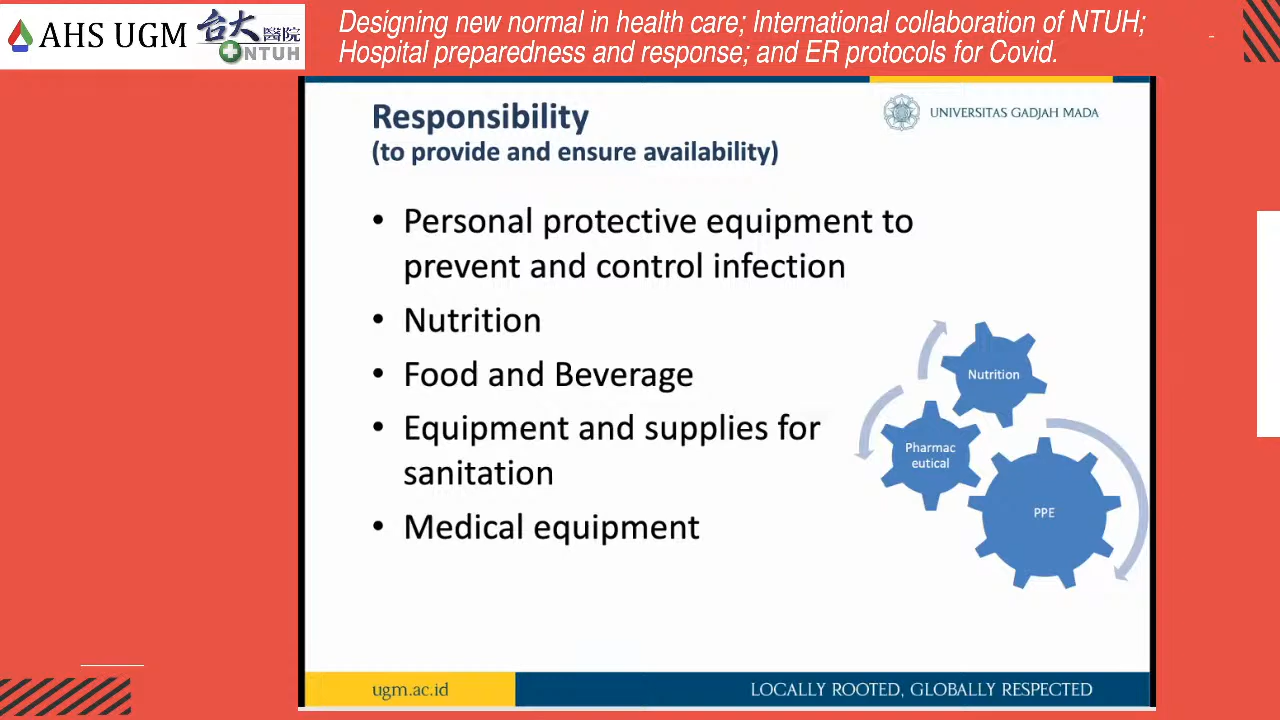 AHS UGM
台大醫院
NTUH
Designing new normal in health care; International collaboration of NTUH;
Hospital preparedness and response; and ER protocols for Covid.
Responsibility
(to provide and ensure availability)
UNIVERSITAS GADJAH MADA
• Personal protective equipment to
prevent and control infection
• Nutrition
• Food and Beverage
• Equipment and supplies for
sanitation
• Medical equipment
Nutrition
Pharmac
eutical
PPE
ugm.ac.id
LOCALLY ROOTED, GLOBALLY RESPECTED